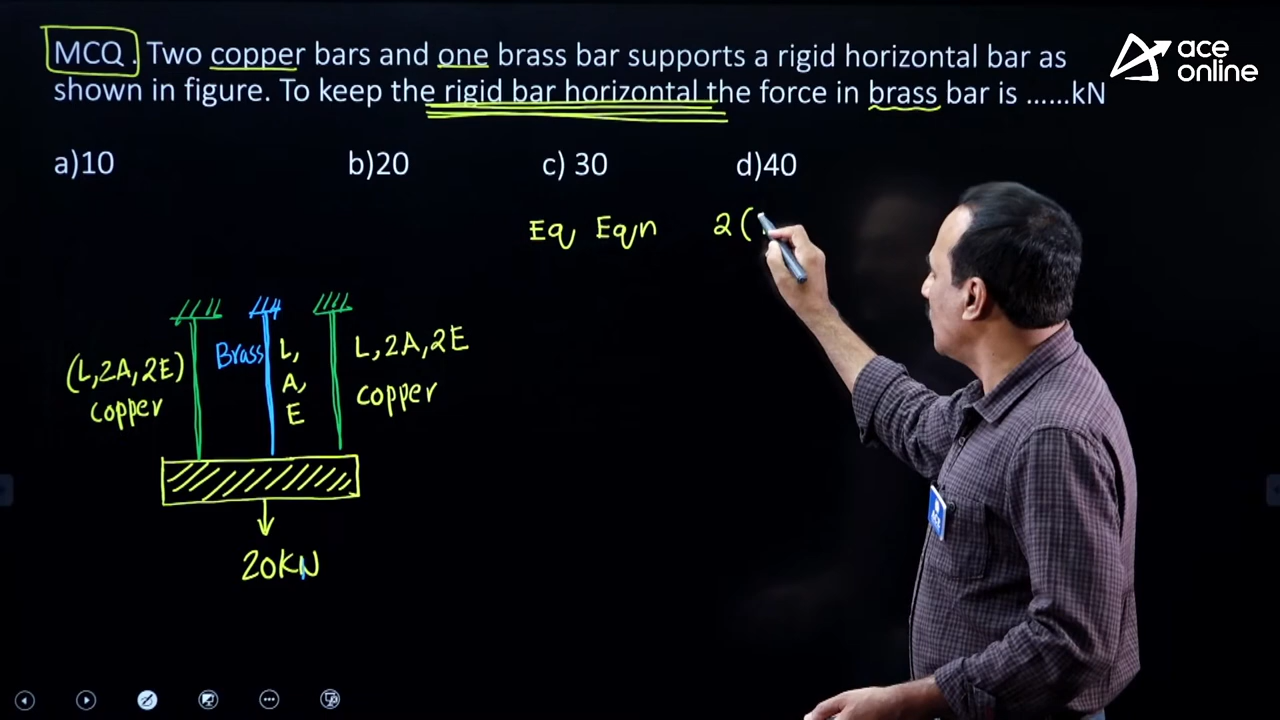 MCQ. Two copper bars and one brass bar supports a rigid horizontal bar as
shown in figure. To keep the rigid bar horizontal the force in brass bar is ......kN
a)10 b)20 c) 30 d)40
Eq Eqn 2(
(L,2A,2E)
copper
Brass
L,
A,
E
L,2A,2E
copper
20KN
ace
online